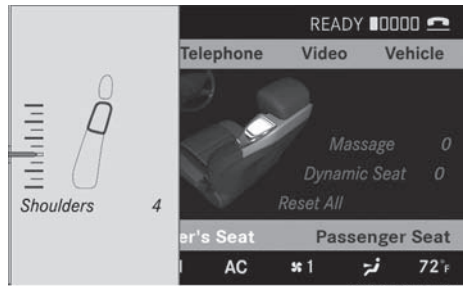 READY
Telephone Video Vehicle
Massage 0
Dynamic Seat 0
Reset All
Shoulders 4
er's Seat Passenger Seat
AC 1 72°F